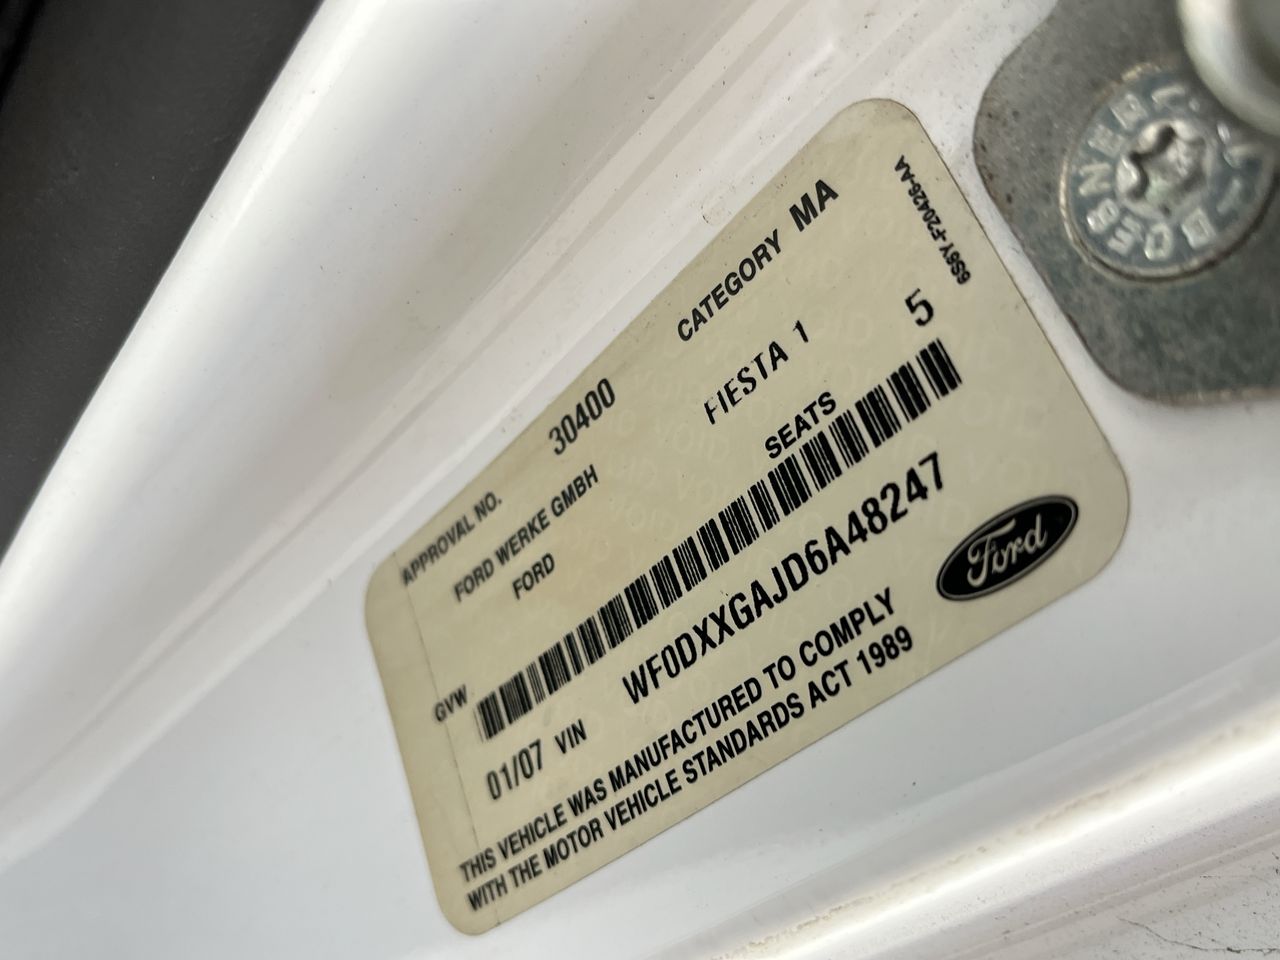 APPROVAL NO. 30400 CATEGORY MA
FORD WERKE GMBH
FORD FIESTA 1
GVW SEATS 5
01/07 VIN WF0DXXGAJD6A48247
THIS VEHICLE WAS MANUFACTURED TO COMPLY
WITH THE MOTOR VEHICLE STANDARDS ACT 1989
Ford
6S6Y-F20426-AA